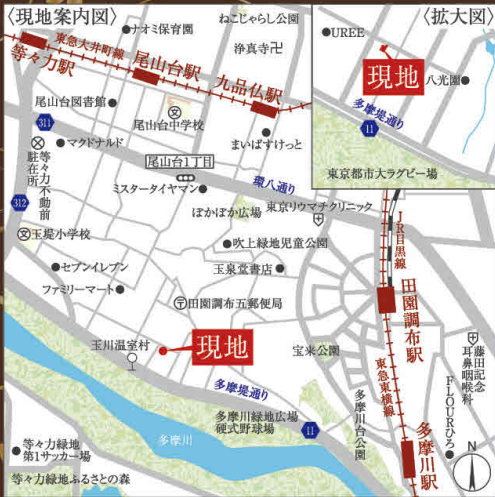 〈現地案内図〉
ナオミ保育園
ねこじゃらし公園
浄真寺卍
東急大井町線
等々力駅
尾山台駅
九品仏駅
尾山台図書館
尾山台中学校
311
マクドナルド
まいばすけっと
等々力不動前
駐在所
尾山台1丁目
環八通り
ミスタータイヤマン
312
ぽかぽか広場
東京リウマチクリニック
玉堤小学校
吹上緑地児童公園
セブンイレブン
玉泉堂書店
ファミリーマート
田園調布五郵便局
JR目黒線
田園調布駅
玉川温室村
現地
宝来公園
東急東横線
多摩堤通り
藤田記念
耳鼻咽喉科
FLOURひろ
多摩川緑地広場
硬式野球場
11
多摩川台公園
多摩川駅
等々力緑地
第1サッカー場
多摩川
等々力緑地ふるさとの森
N
〈拡大図〉
UREE
現地
八光園
多摩堤通り
11
東京都市大ラグビー場